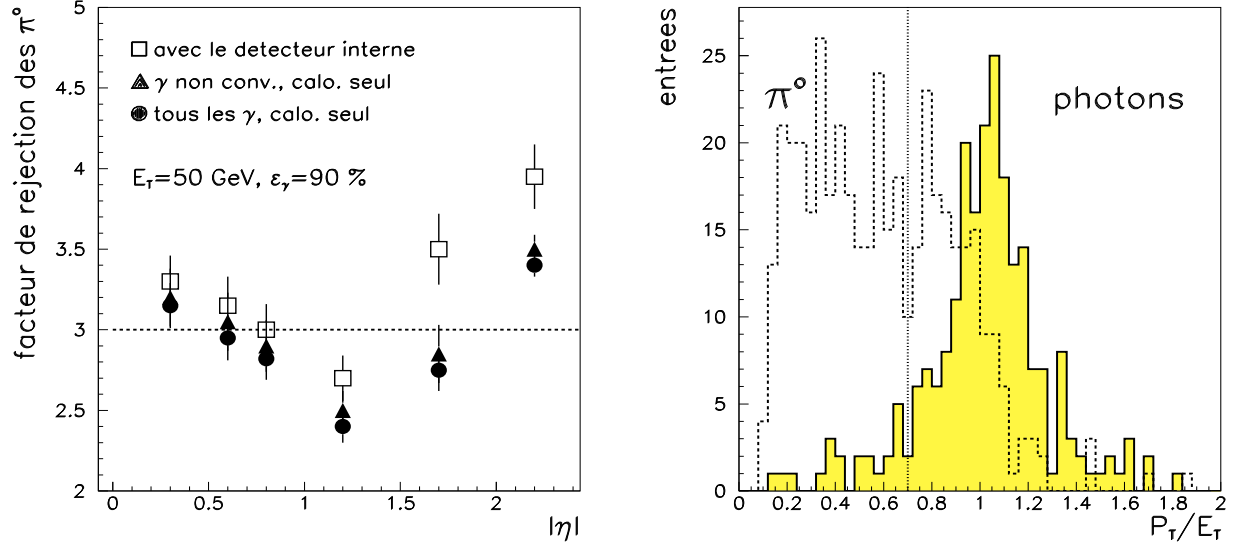 facteur de rejection des π°
5
4.5
4
3.5
3
2.5
2
avec le detecteur interne
γ non conv., calo. seul
tous les γ, calo. seul
E_T=50 GeV, ε_γ=90 %
0 0.5 1 1.5 2
|η|
entrees
25
20
15
10
5
0
π°
photons
0 0.2 0.4 0.6 0.8 1 1.2 1.4 1.6 1.8 2
P_T/E_T